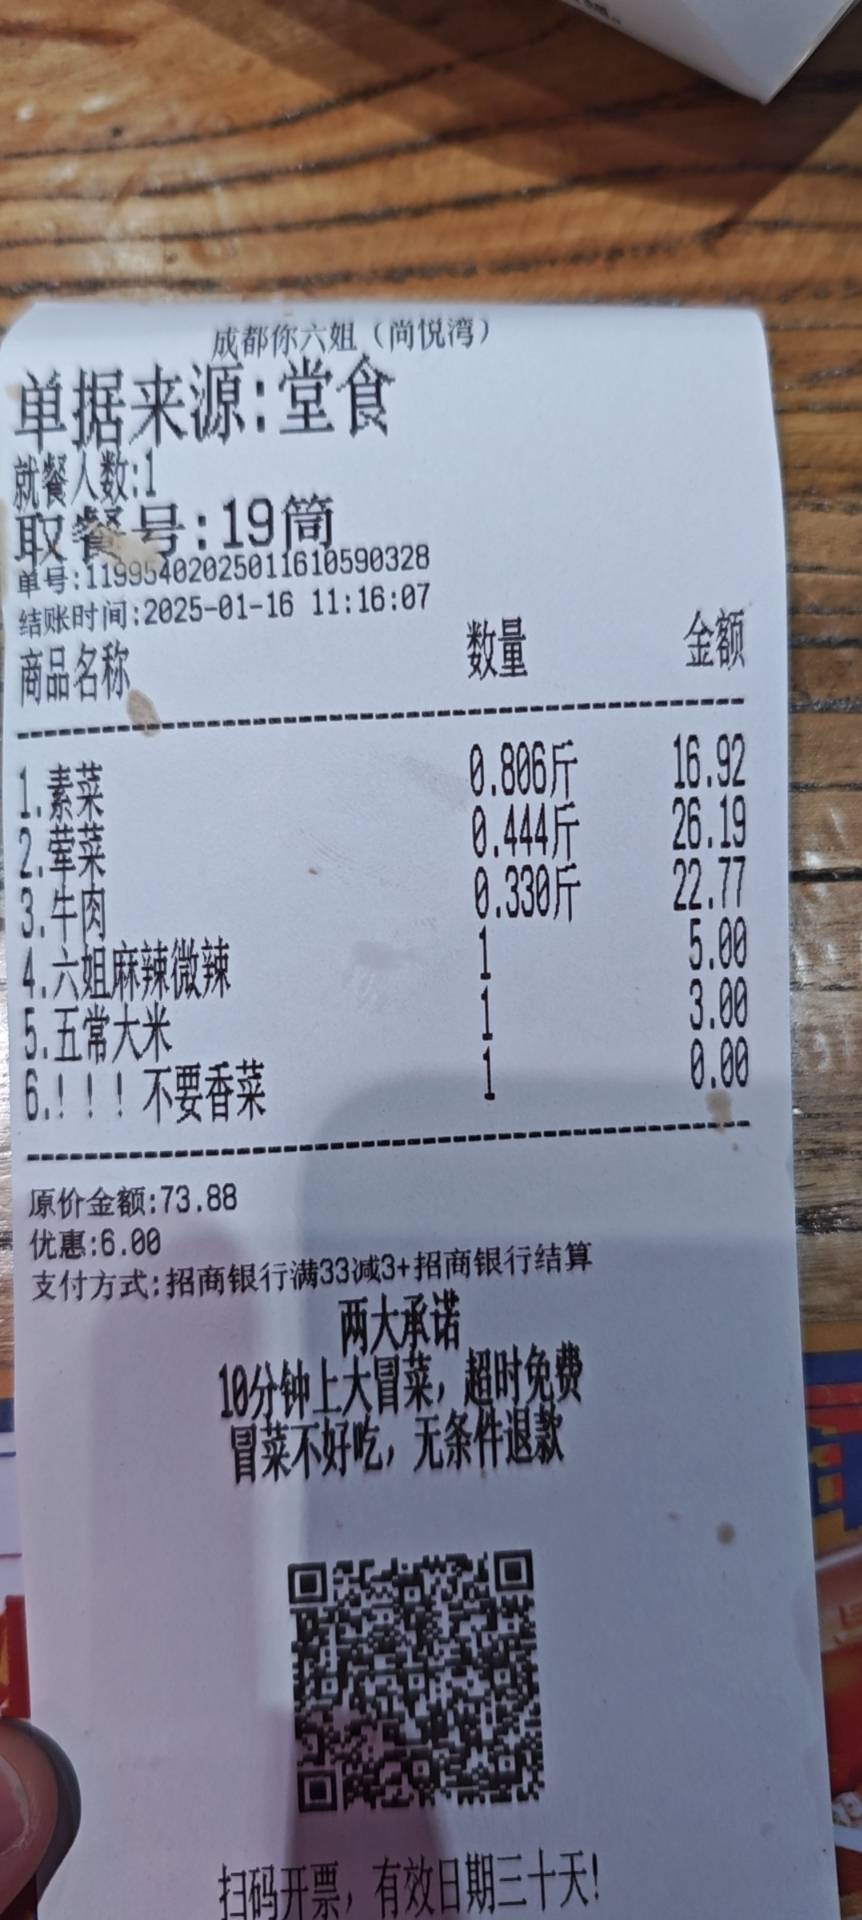 成都你六姐（尚悦湾）
单据来源:堂食
就餐人数:1
取餐号:19筒
单号:11995402025011610590328
结账时间:2025-01-16 11:16:07
商品名称 数量 金额
1.素菜 0.806斤 16.92
2.荤菜 0.444斤 26.19
3.牛肉 0.330斤 22.77
4.六姐麻辣微辣 1 5.00
5.五常大米 1 3.00
6.！！！不要香菜 1 0.00
原价金额:73.88
优惠:6.00
支付方式:招商银行满33减3+招商银行结算
两大承诺
10分钟上大冒菜，超时免费
冒菜不好吃，无条件退款
扫码开票，有效日期三十天!